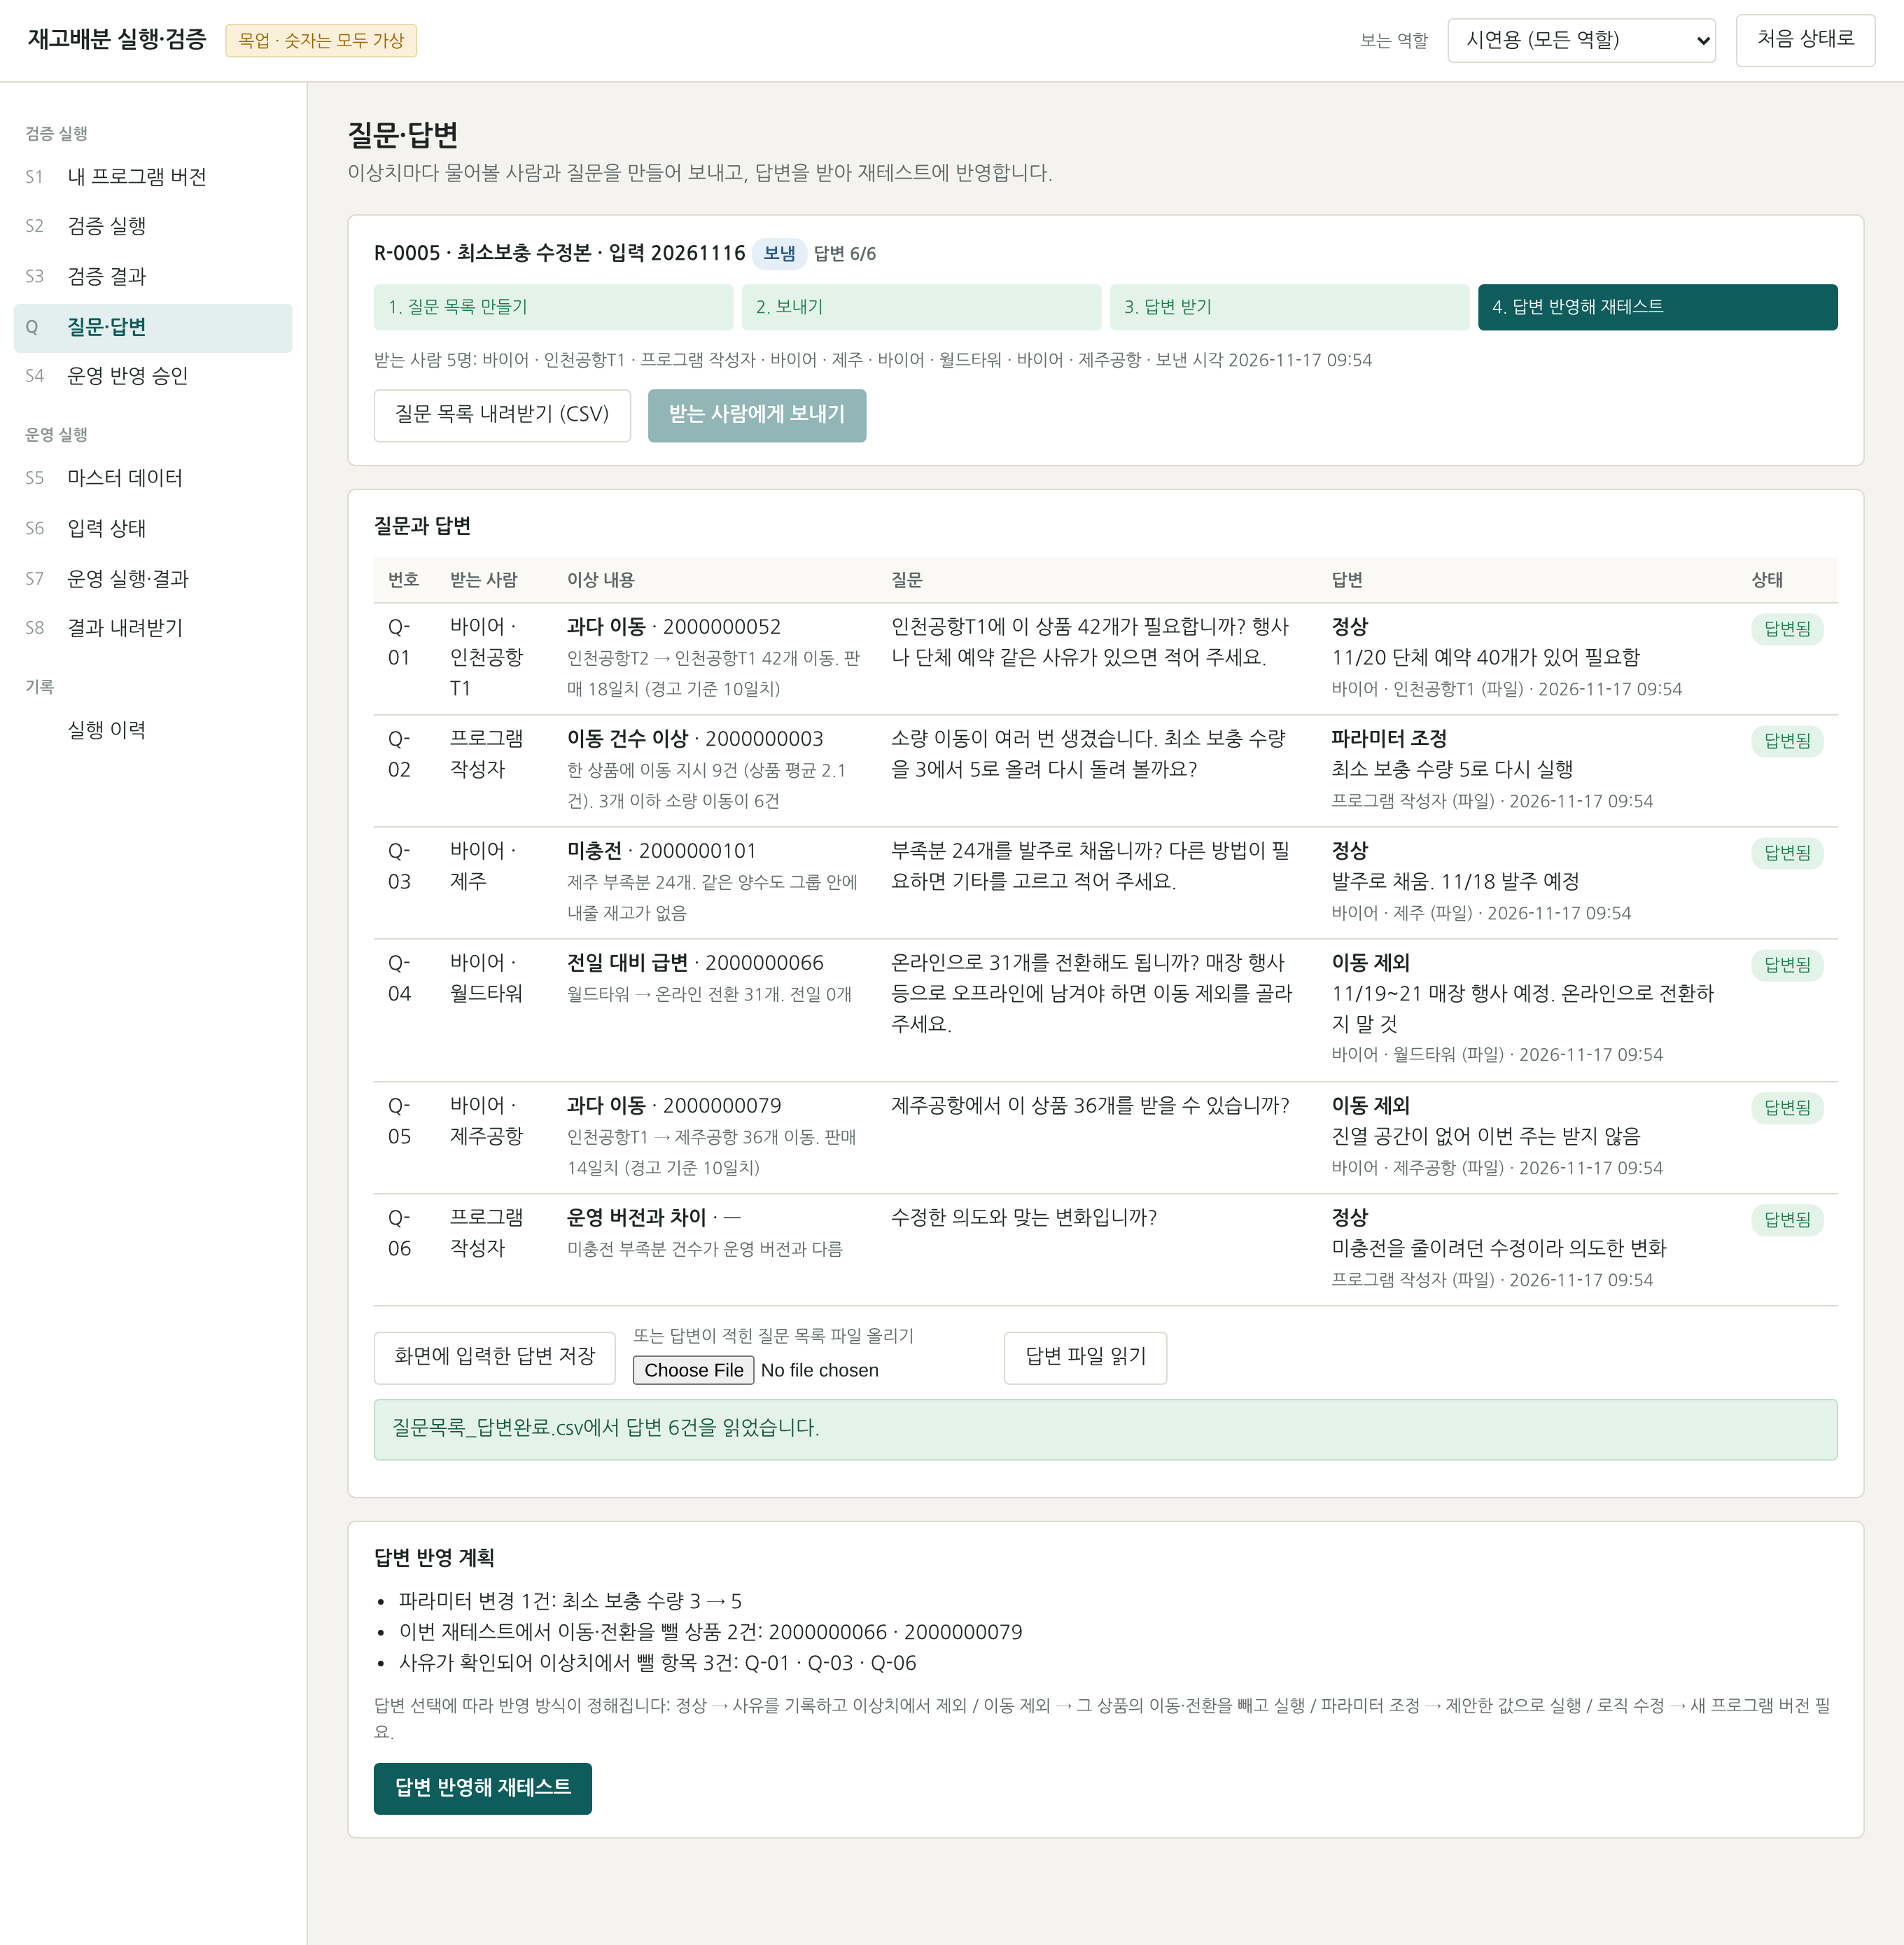 재고배분 실행·검증
목업 · 숫자는 모두 가상
보는 역할
시연용 (모든 역할)
처음 상태로
검증 실행
S1 내 프로그램 버전
S2 검증 실행
S3 검증 결과
Q 질문·답변
S4 운영 반영 승인
운영 실행
S5 마스터 데이터
S6 입력 상태
S7 운영 실행·결과
S8 결과 내려받기
기록
실행 이력
질문·답변
이상치마다 물어볼 사람과 질문을 만들어 보내고, 답변을 받아 재테스트에 반영합니다.
R-0005 · 최소보충 수정본 · 입력 20261116 보냄 답변 6/6
1. 질문 목록 만들기
2. 보내기
3. 답변 받기
4. 답변 반영해 재테스트
받는 사람 5명: 바이어 · 인천공항T1 · 프로그램 작성자 · 바이어 · 제주 · 바이어 · 월드타워 · 바이어 · 제주공항 · 보낸 시각 2026-11-17 09:54
질문 목록 내려받기 (CSV)
받는 사람에게 보내기
질문과 답변
번호 받는 사람 이상 내용 질문 답변 상태
Q-
01
바이어 ·
인천공항
T1
과다 이동 · 2000000052
인천공항T2 → 인천공항T1 42개 이동. 판
매 18일치 (경고 기준 10일치)
인천공항T1에 이 상품 42개가 필요합니까? 행사
나 단체 예약 같은 사유가 있으면 적어 주세요.
정상
11/20 단체 예약 40개가 있어 필요함
바이어 · 인천공항T1 (파일) · 2026-11-17 09:54
답변됨
Q-
02
프로그램
작성자
이동 건수 이상 · 2000000003
한 상품에 이동 지시 9건 (상품 평균 2.1
건). 3개 이하 소량 이동이 6건
소량 이동이 여러 번 생겼습니다. 최소 보충 수량
을 3에서 5로 올려 다시 돌려 볼까요?
파라미터 조정
최소 보충 수량 5로 다시 실행
프로그램 작성자 (파일) · 2026-11-17 09:54
답변됨
Q-
03
바이어 ·
제주
미충전 · 2000000101
제주 부족분 24개. 같은 양수도 그룹 안에
내줄 재고가 없음
부족분 24개를 발주로 채웁니까? 다른 방법이 필
요하면 기타를 고르고 적어 주세요.
정상
발주로 채움. 11/18 발주 예정
바이어 · 제주 (파일) · 2026-11-17 09:54
답변됨
Q-
04
바이어 ·
월드타워
전일 대비 급변 · 2000000066
월드타워 → 온라인 전환 31개. 전일 0개
온라인으로 31개를 전환해도 됩니까? 매장 행사
등으로 오프라인에 남겨야 하면 이동 제외를 골라
주세요.
이동 제외
11/19~21 매장 행사 예정. 온라인으로 전환하
지 말 것
바이어 · 월드타워 (파일) · 2026-11-17 09:54
답변됨
Q-
05
바이어 ·
제주공항
과다 이동 · 2000000079
인천공항T1 → 제주공항 36개 이동. 판매
14일치 (경고 기준 10일치)
제주공항에서 이 상품 36개를 받을 수 있습니까?
이동 제외
진열 공간이 없어 이번 주는 받지 않음
바이어 · 제주공항 (파일) · 2026-11-17 09:54
답변됨
Q-
06
프로그램
작성자
운영 버전과 차이 · —
미충전 부족분 건수가 운영 버전과 다름
수정한 의도와 맞는 변화입니까?
정상
미충전을 줄이려던 수정이라 의도한 변화
프로그램 작성자 (파일) · 2026-11-17 09:54
답변됨
화면에 입력한 답변 저장
또는 답변이 적힌 질문 목록 파일 올리기
Choose File No file chosen
답변 파일 읽기
질문목록_답변완료.csv에서 답변 6건을 읽었습니다.
답변 반영 계획
• 파라미터 변경 1건: 최소 보충 수량 3 → 5
• 이번 재테스트에서 이동·전환을 뺄 상품 2건: 2000000066 · 2000000079
• 사유가 확인되어 이상치에서 뺄 항목 3건: Q-01 · Q-03 · Q-06
답변 선택에 따라 반영 방식이 정해집니다: 정상 → 사유를 기록하고 이상치에서 제외 / 이동 제외 → 그 상품의 이동·전환을 빼고 실행 / 파라미터 조정 → 제안한 값으로 실행 / 로직 수정 → 새 프로그램 버전 필
요.
답변 반영해 재테스트